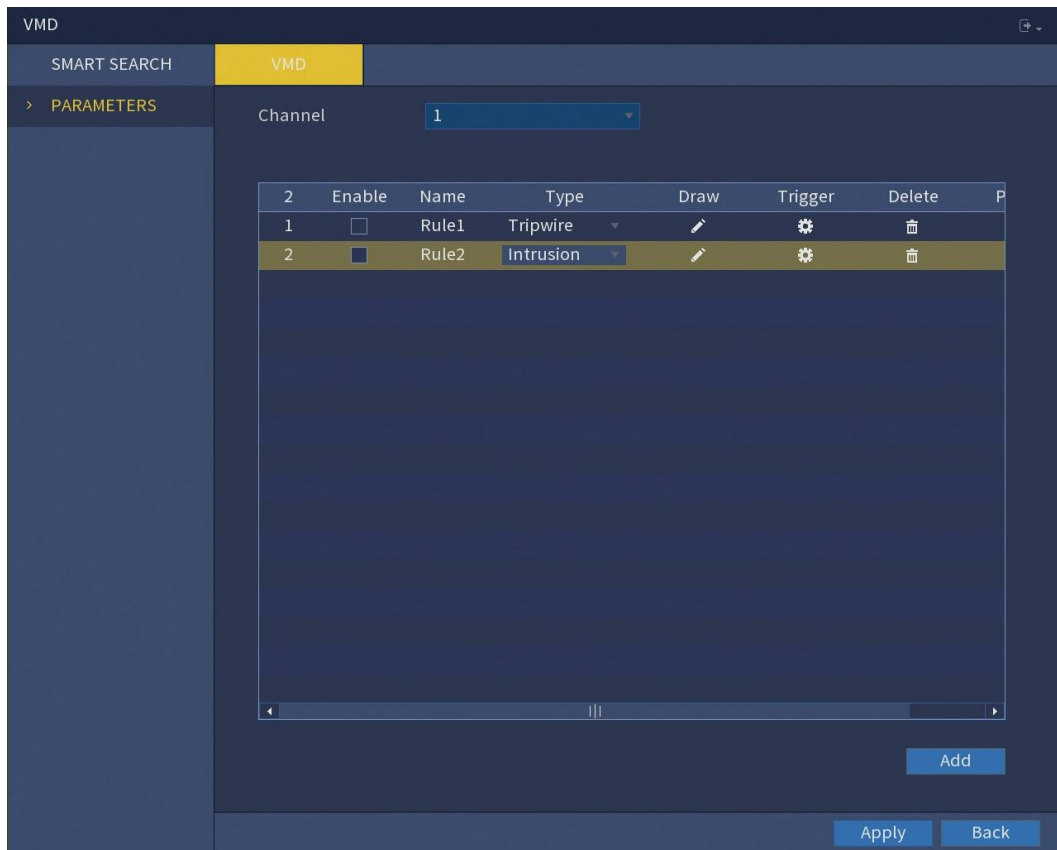 VMD
SMART SEARCH VMD
> PARAMETERS
Channel 1
2 Enable Name Type Draw Trigger Delete P
1 Rule1 Tripwire
2 Rule2 Intrusion
Add
Apply Back